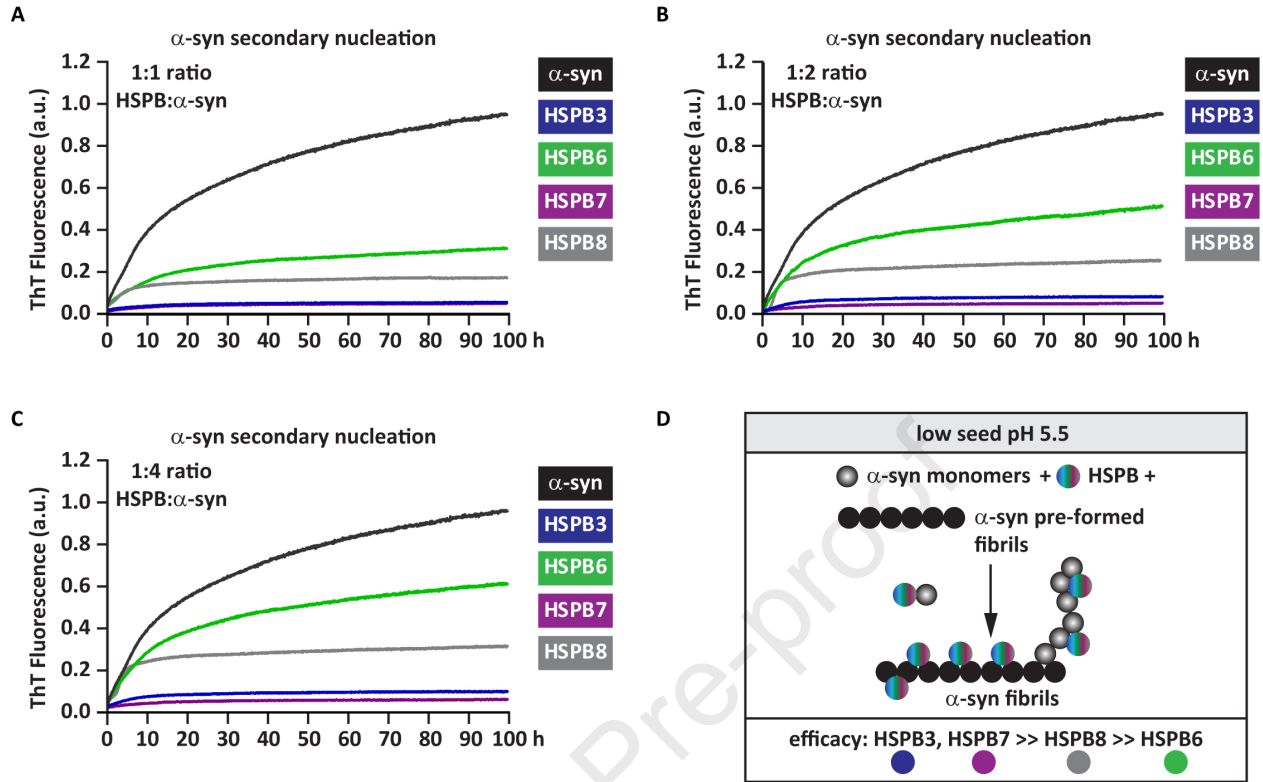 A
α-syn secondary nucleation
1:1 ratio
HSPB:α-syn
ThT Fluorescence (a.u.)
1.2
1.0
0.8
0.6
0.4
0.2
0.0
0 10 20 30 40 50 60 70 80 90 100 h
α-syn
HSPB3
HSPB6
HSPB7
HSPB8
B
α-syn secondary nucleation
1:2 ratio
HSPB:α-syn
ThT Fluorescence (a.u.)
1.2
1.0
0.8
0.6
0.4
0.2
0.0
0 10 20 30 40 50 60 70 80 90 100 h
α-syn
HSPB3
HSPB6
HSPB7
HSPB8
C
α-syn secondary nucleation
1:4 ratio
HSPB:α-syn
ThT Fluorescence (a.u.)
1.2
1.0
0.8
0.6
0.4
0.2
0.0
0 10 20 30 40 50 60 70 80 90 100 h
α-syn
HSPB3
HSPB6
HSPB7
HSPB8
D
low seed pH 5.5
α-syn monomers + HSPB +
α-syn pre-formed
fibrils
α-syn fibrils
efficacy: HSPB3, HSPB7 >> HSPB8 >> HSPB6
Pre-proof